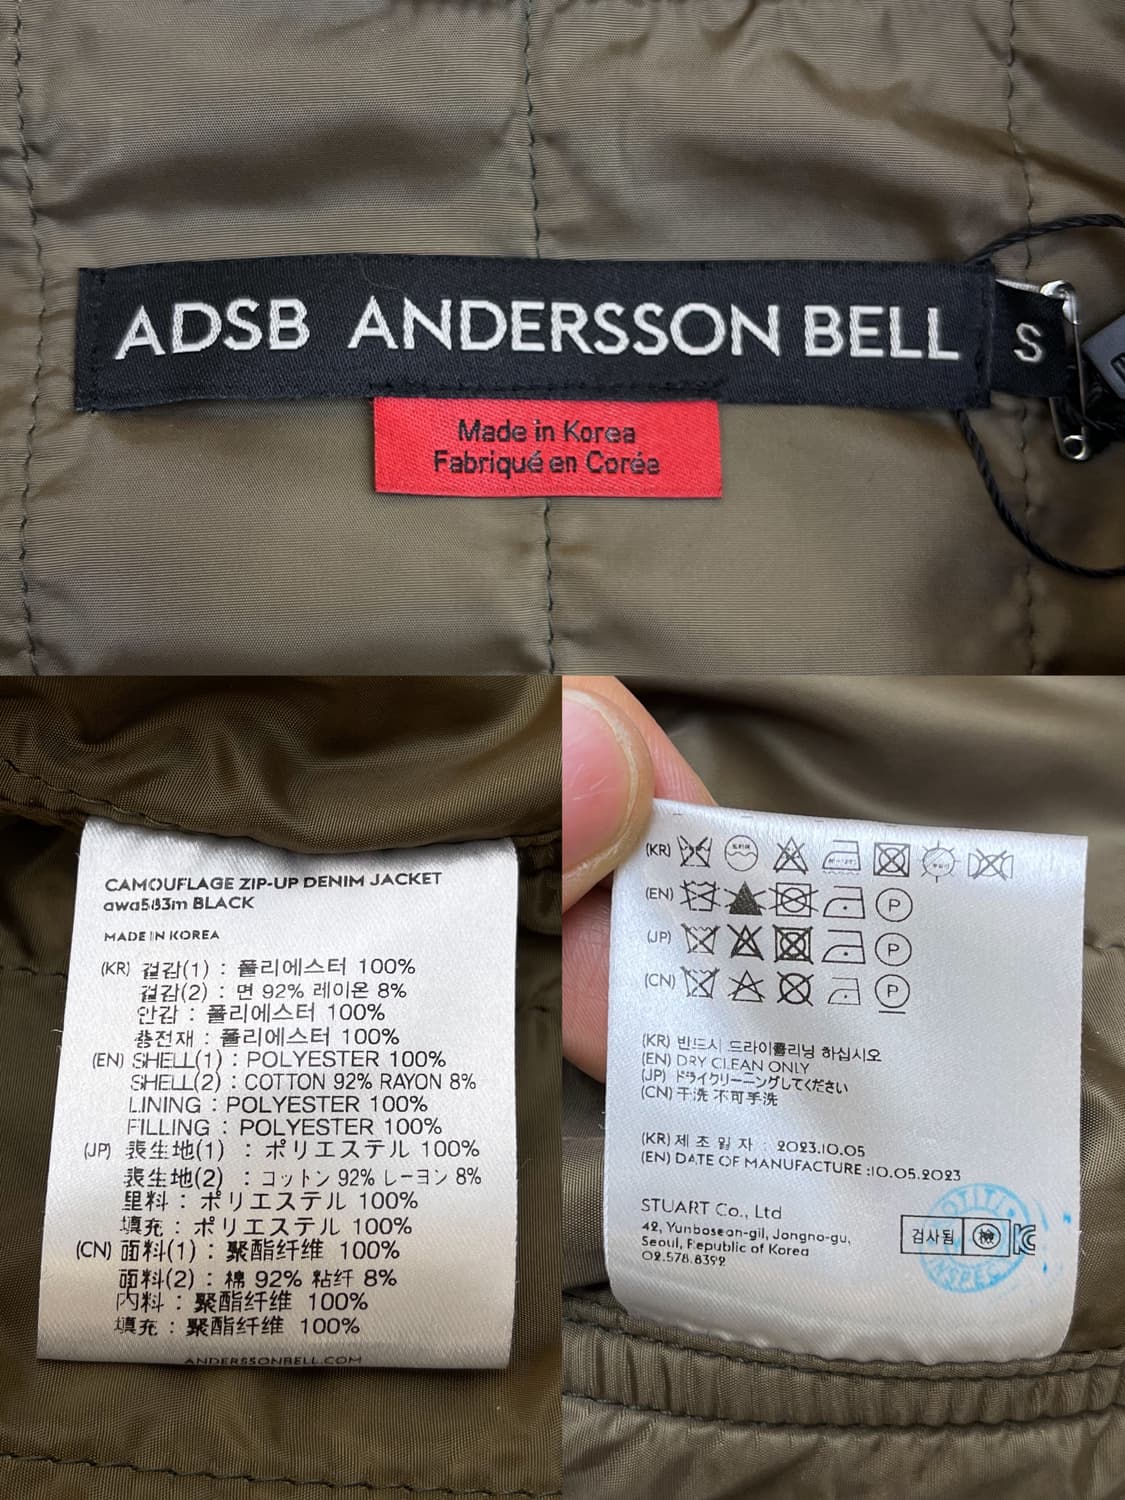 ADSB ANDERSSON BELL
S
Made in Korea
Fabriqué en Corée
CAMOUFLAGE ZIP-UP DENIM JACKET
awa583m BLACK
MADE IN KOREA
(KR) 겉감(1) : 폴리에스터 100%
겉감(2) : 면 92% 레이온 8%
안감 : 폴리에스터 100%
충전재 : 폴리에스터 100%
(EN) SHELL(1) : POLYESTER 100%
SHELL(2) : COTTON 92% RAYON 8%
LINING : POLYESTER 100%
FILLING : POLYESTER 100%
(JP) 表生地(1) : ポリエステル 100%
表生地(2) : コットン 92% レーヨン 8%
里料 : ポリエステル 100%
填充 : ポリエステル 100%
(CN) 面料(1) : 聚酯纤维 100%
面料(2) : 棉 92% 粘纤 8%
内料 : 聚酯纤维 100%
填充 : 聚酯纤维 100%
ANDERSSONBELL.COM
(KR)
(EN) P
(JP) P
(CN) P
(KR) 반드시 드라이클리닝 하십시오
(EN) DRY CLEAN ONLY
(JP) ドライクリーニングしてください
(CN) 干洗 不可手洗
(KR) 제 조 일 자 : 2023.10.05
(EN) DATE OF MANUFACTURE :10.05.2023
STUART Co., Ltd
42, Yunboseon-gil, Jongno-gu,
Seoul, Republic of Korea
02.578.8392
검사됨 檢 KC